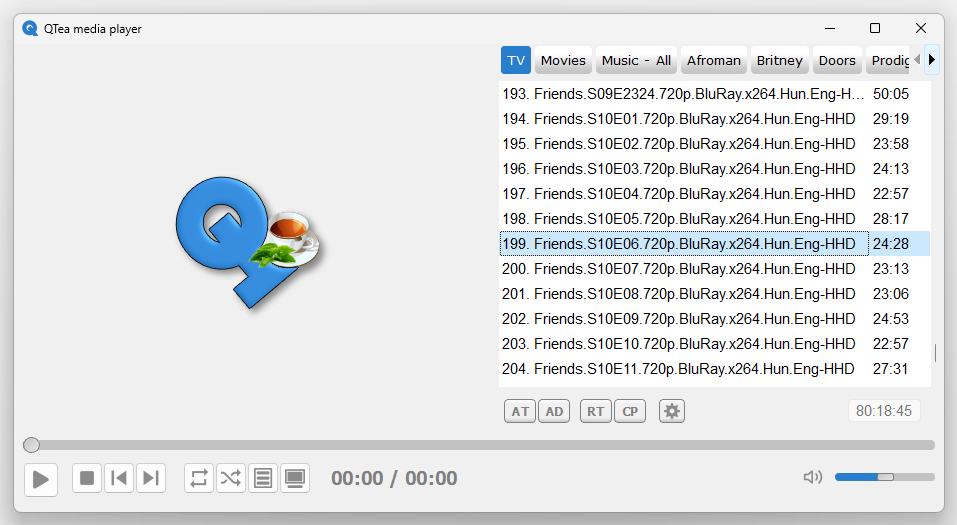 QTea media player
TV Movies Music - All Afroman Britney Doors Prodig
193. Friends.S09E2324.720p.BluRay.x264.Hun.Eng-H... 50:05
194. Friends.S10E01.720p.BluRay.x264.Hun.Eng-HHD 29:19
195. Friends.S10E02.720p.BluRay.x264.Hun.Eng-HHD 23:58
196. Friends.S10E03.720p.BluRay.x264.Hun.Eng-HHD 24:13
197. Friends.S10E04.720p.BluRay.x264.Hun.Eng-HHD 22:57
198. Friends.S10E05.720p.BluRay.x264.Hun.Eng-HHD 28:17
199. Friends.S10E06.720p.BluRay.x264.Hun.Eng-HHD 24:28
200. Friends.S10E07.720p.BluRay.x264.Hun.Eng-HHD 23:13
201. Friends.S10E08.720p.BluRay.x264.Hun.Eng-HHD 23:06
202. Friends.S10E09.720p.BluRay.x264.Hun.Eng-HHD 24:53
203. Friends.S10E10.720p.BluRay.x264.Hun.Eng-HHD 22:57
204. Friends.S10E11.720p.BluRay.x264.Hun.Eng-HHD 27:31
QT
AT AD RT CP 80:18:45
00:00 / 00:00